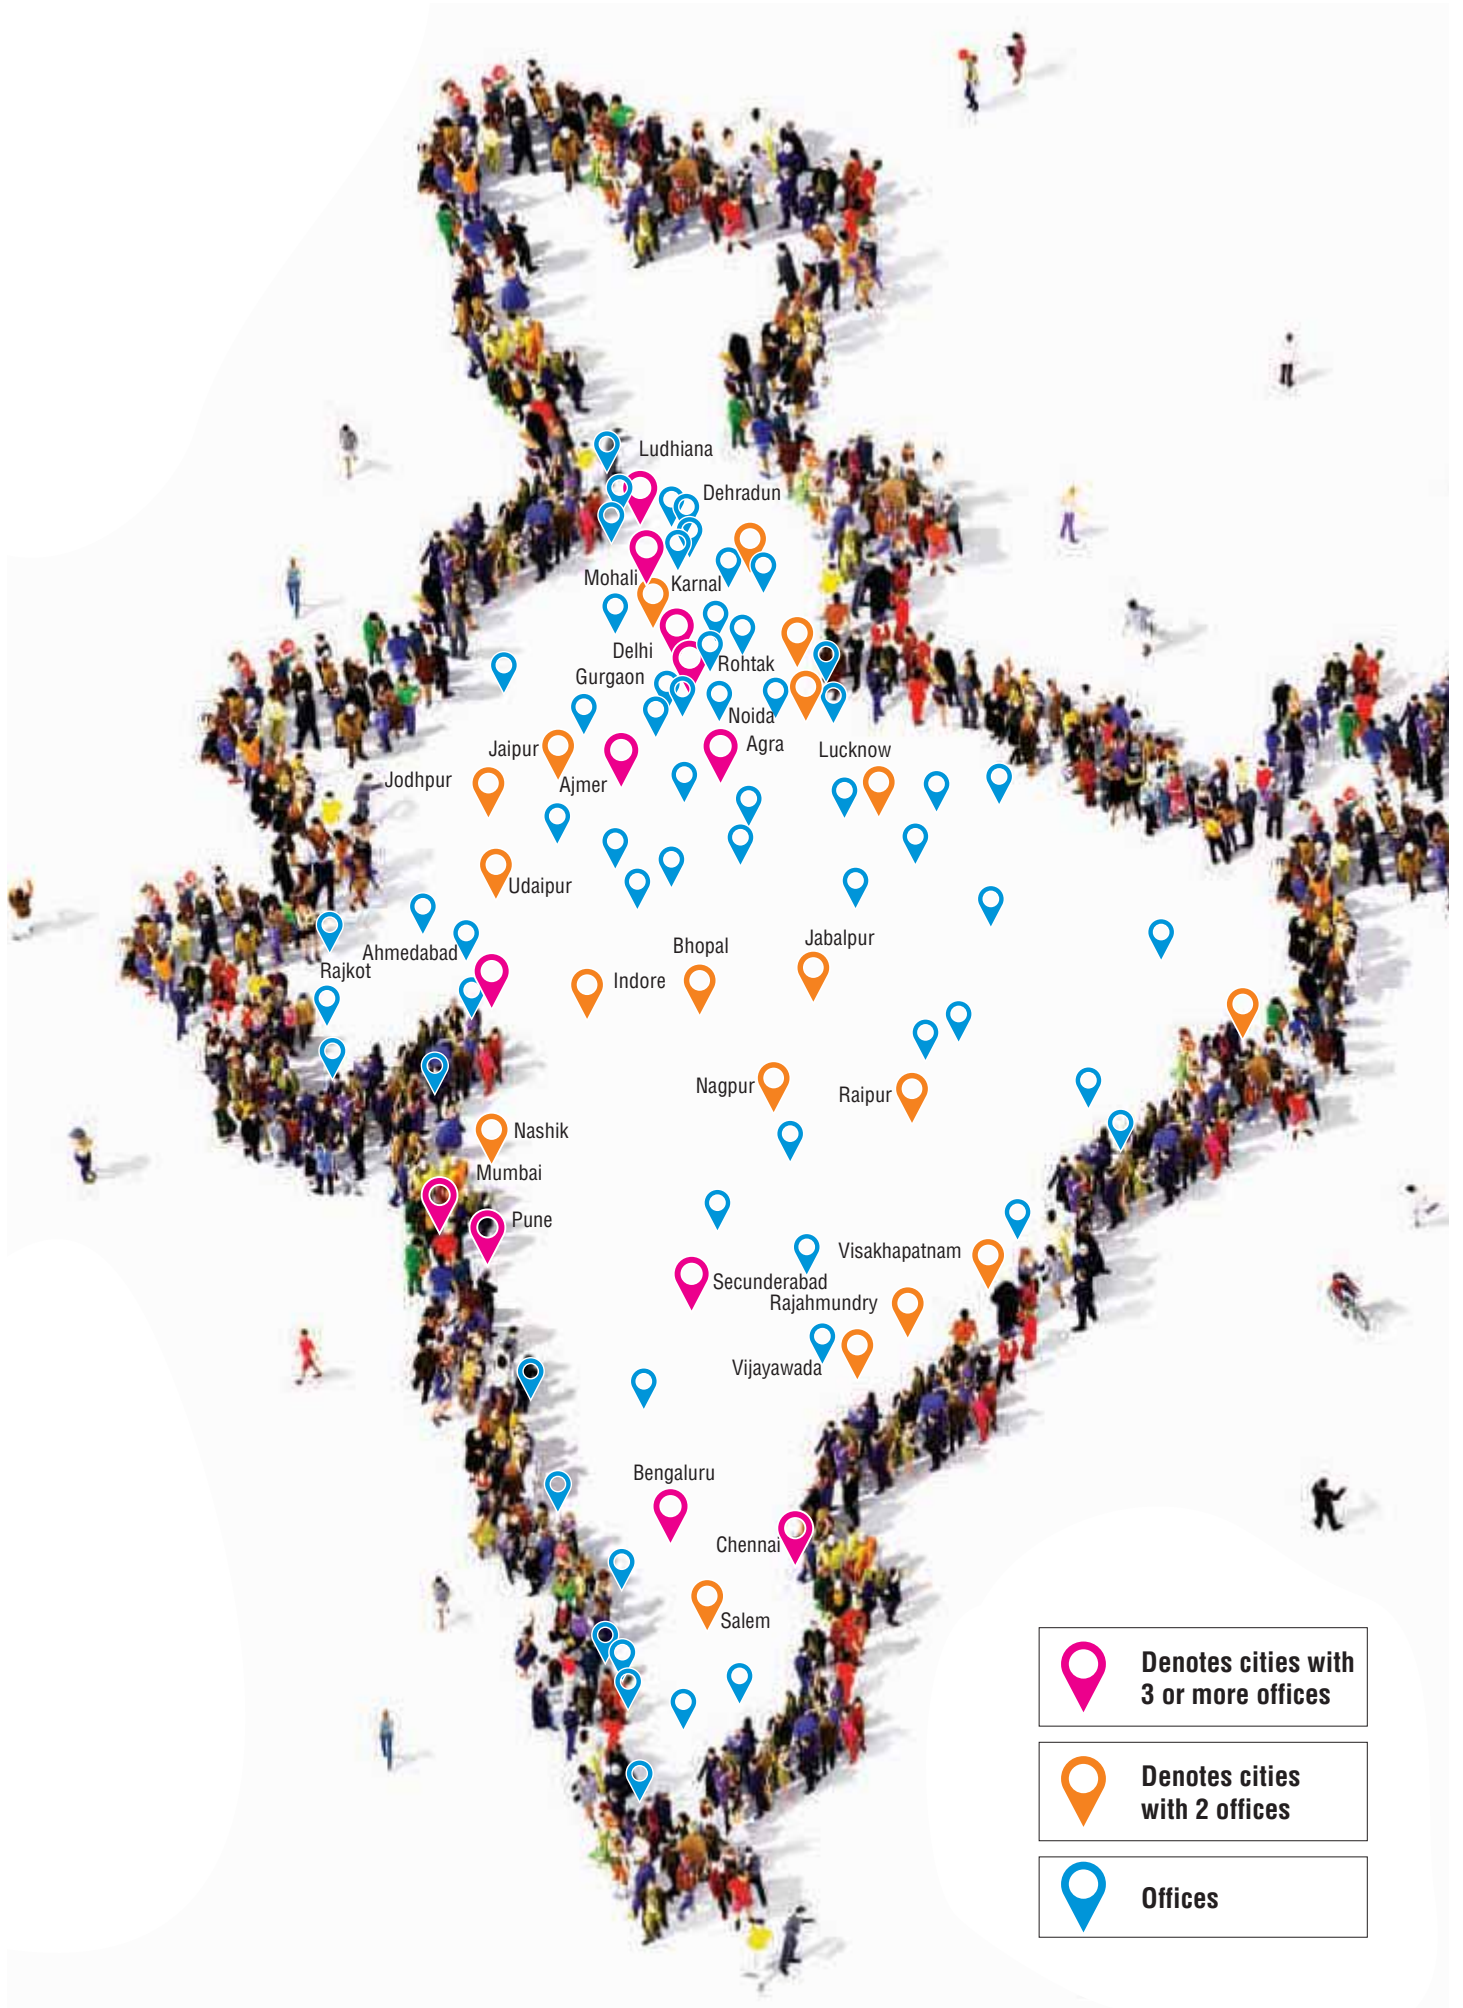 Ludhiana
Dehradun
Mohali
Karnal
Delhi
Rohtak
Gurgaon
Noida
Agra
Jaipur
Lucknow
Jodhpur
Ajmer
Udaipur
Ahmedabad
Rajkot
Bhopal
Jabalpur
Indore
Nagpur
Raipur
Nashik
Mumbai
Pune
Visakhapatnam
Secunderabad
Rajahmundry
Vijayawada
Bengaluru
Chennai
Salem
Denotes cities with
3 or more offices
Denotes cities
with 2 offices
Offices